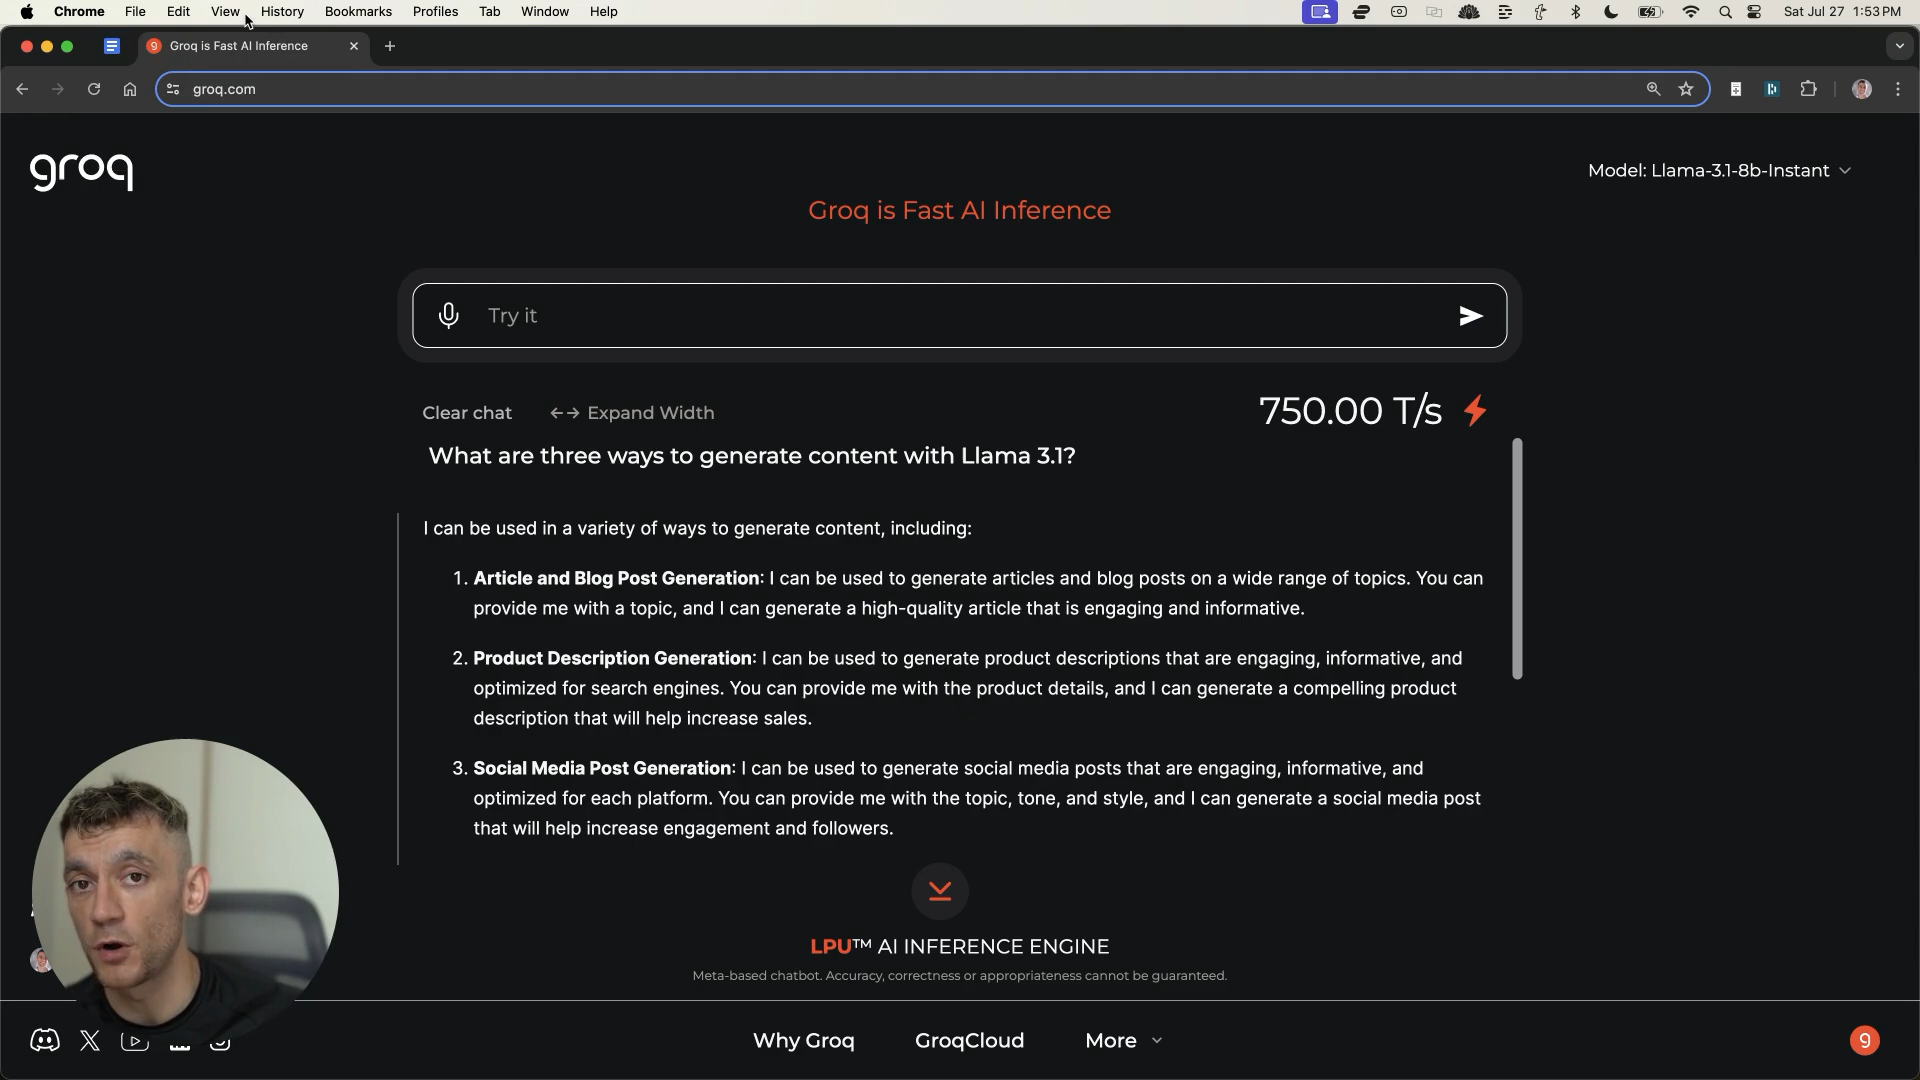 Chrome File Edit View History Bookmarks Profiles Tab Window Help Sat Jul 27 1:53 PM
Groq is Fast AI Inference
groq.com
groq
Model: Llama-3.1-8b-Instant
Groq is Fast AI Inference
Try it
Clear chat Expand Width 750.00 T/s
What are three ways to generate content with Llama 3.1?
I can be used in a variety of ways to generate content, including:
1. Article and Blog Post Generation: I can be used to generate articles and blog posts on a wide range of topics. You can
provide me with a topic, and I can generate a high-quality article that is engaging and informative.
2. Product Description Generation: I can be used to generate product descriptions that are engaging, informative, and
optimized for search engines. You can provide me with the product details, and I can generate a compelling product
description that will help increase sales.
3. Social Media Post Generation: I can be used to generate social media posts that are engaging, informative, and
optimized for each platform. You can provide me with the topic, tone, and style, and I can generate a social media post
that will help increase engagement and followers.
LPU™ AI INFERENCE ENGINE
Meta-based chatbot. Accuracy, correctness or appropriateness cannot be guaranteed.
Why Groq GroqCloud More